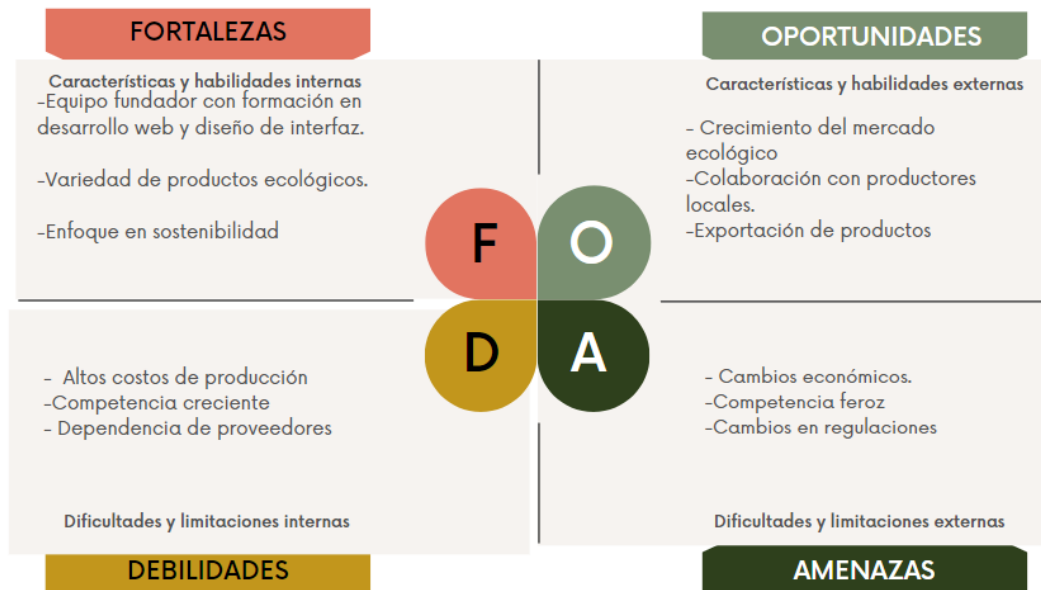 FORTALEZAS
Características y habilidades internas
-Equipo fundador con formación en
desarrollo web y diseño de interfaz.
-Variedad de productos ecológicos.
-Enfoque en sostenibilidad
OPORTUNIDADES
Características y habilidades externas
- Crecimiento del mercado
ecológico
-Colaboración con productores
locales.
-Exportación de productos
F
O
D
A
- Altos costos de producción
-Competencia creciente
- Dependencia de proveedores
Dificultades y limitaciones internas
DEBILIDADES
- Cambios económicos.
-Competencia feroz
-Cambios en regulaciones
Dificultades y limitaciones externas
AMENAZAS